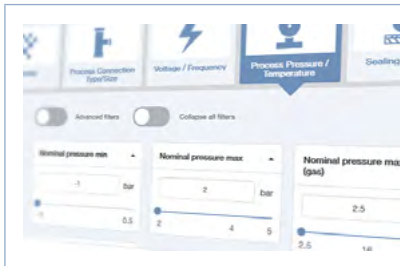 Process Connection
Type/Size
Voltage / Frequency
Process Pressure /
Temperature
Sealing
Advanced filters
Collapse all filters
Nominal pressure min
-1
bar
-1
0.5
Nominal pressure max
2
bar
2
4
5
Nominal pressure max
(gas)
2.5
2.5
16